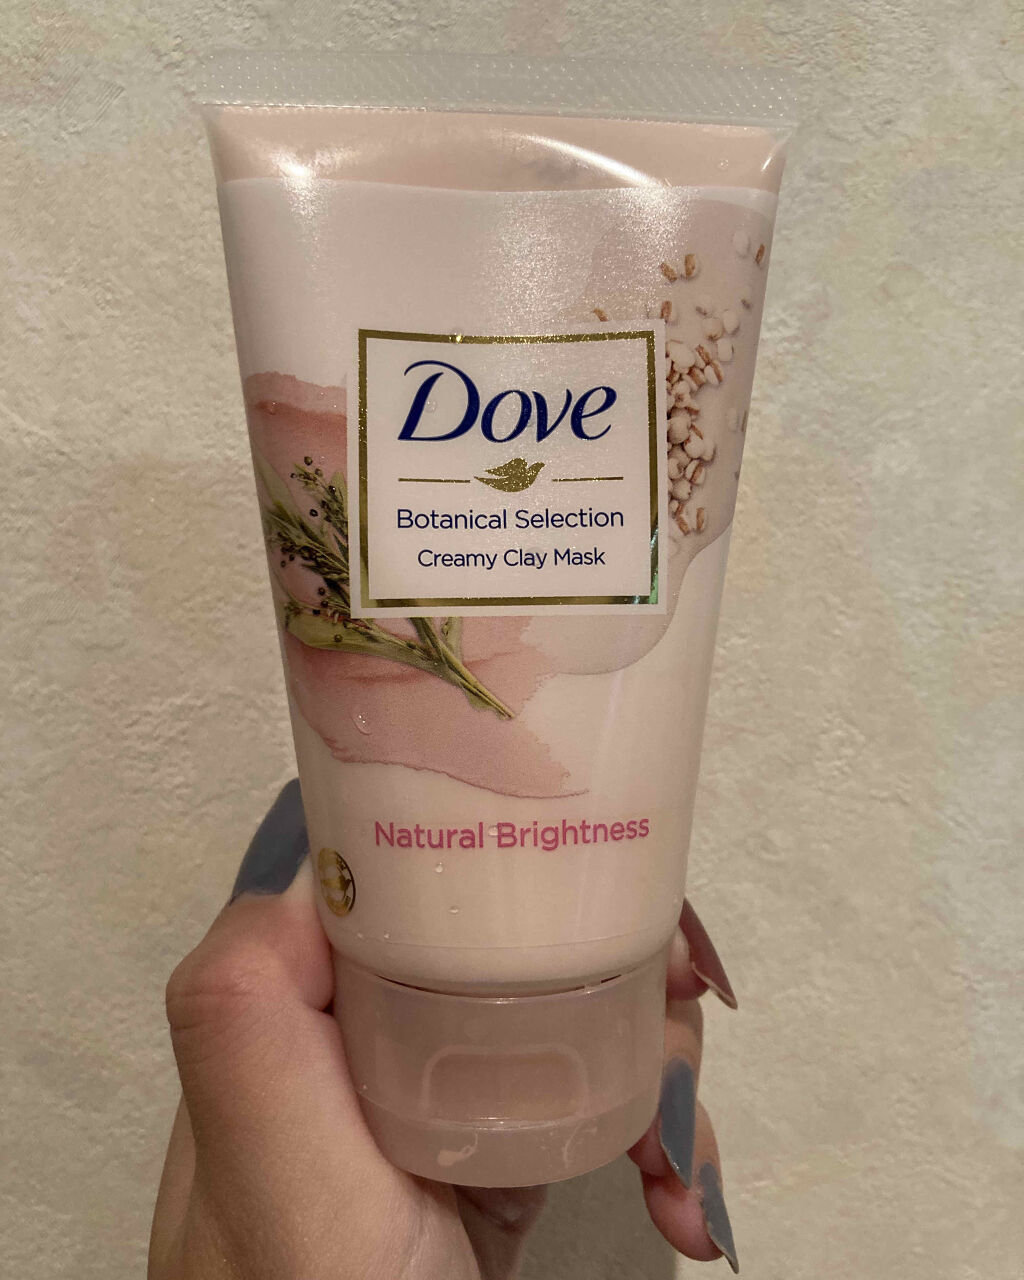 Dove
Botanical Selection
Creamy Clay Mask
Natural Brightness